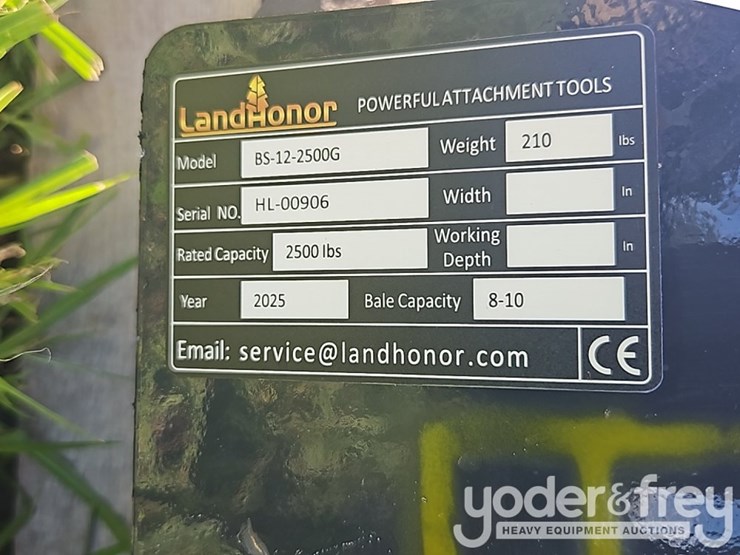 LandHonor POWERFUL ATTACHMENT TOOLS
Model BS-12-2500G Weight 210 lbs
Serial NO. HL-00906 Width In
Rated Capacity 2500 lbs Working Depth In
Year 2025 Bale Capacity 8-10
Email: service@landhonor.com CE
yoder&frey
HEAVY EQUIPMENT AUCTIONS